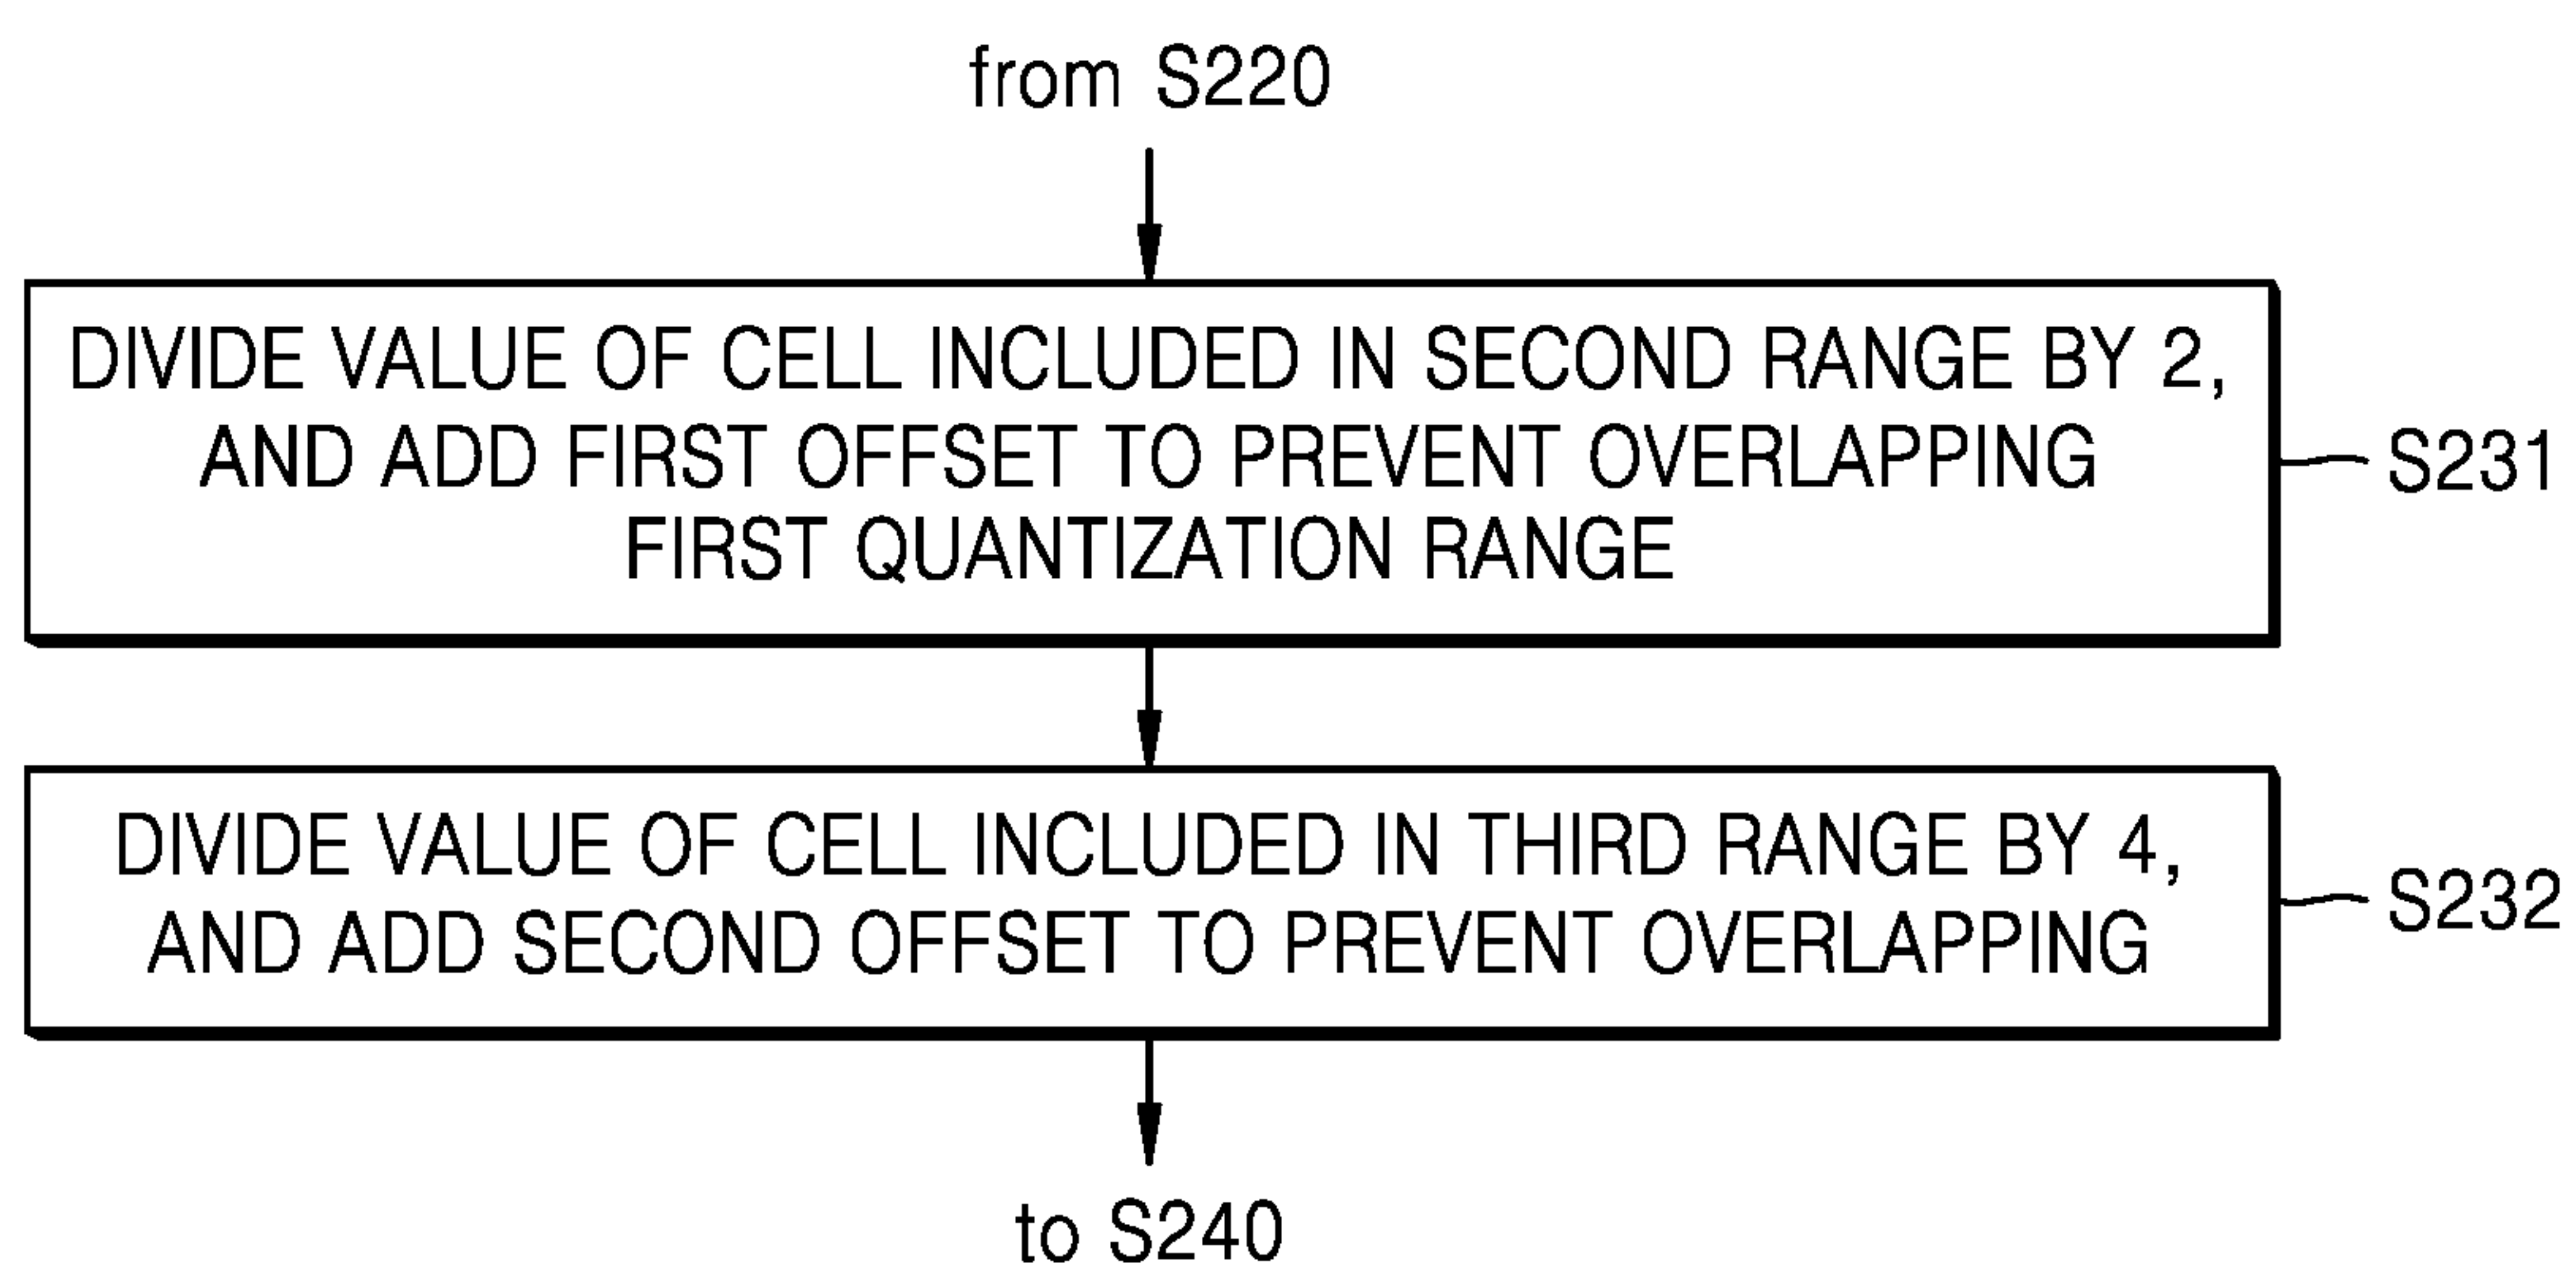 from S220
DIVIDE VALUE OF CELL INCLUDED IN SECOND RANGE BY 2,
AND ADD FIRST OFFSET TO PREVENT OVERLAPPING
FIRST QUANTIZATION RANGE
S231
DIVIDE VALUE OF CELL INCLUDED IN THIRD RANGE BY 4,
AND ADD SECOND OFFSET TO PREVENT OVERLAPPING
S232
to S240